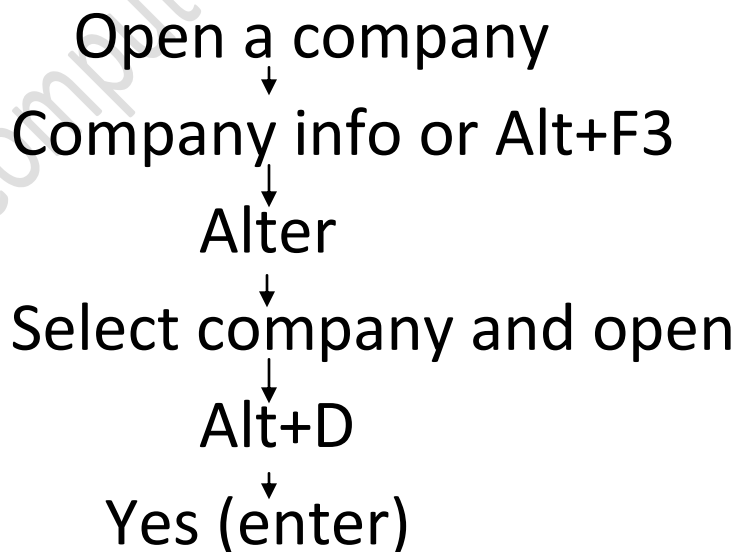 Open a company
Company info or Alt+F3
Alter
Select company and open
Alt+D
Yes (enter)